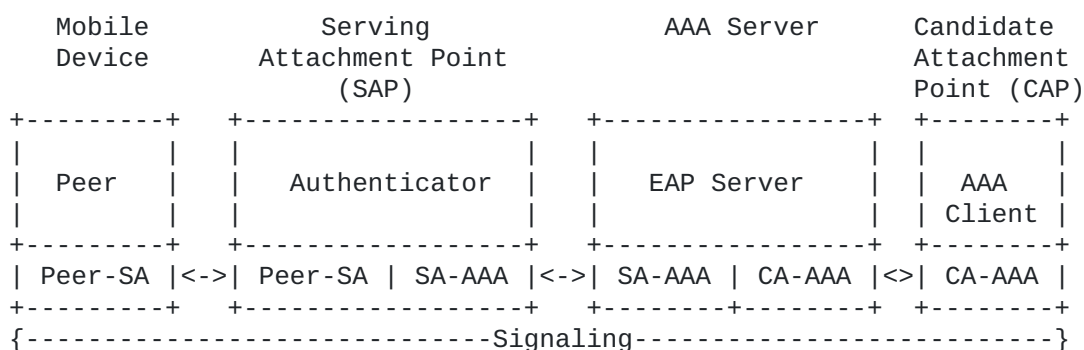 Mobile            Serving                AAA Server      Candidate
   Device       Attachment Point                            Attachment
                     (SAP)                                  Point (CAP)
+---------+   +------------------+   +-----------------+  +--------+
|         |   |                  |   |                 |  |        |
|  Peer   |   |   Authenticator  |   |   EAP Server    |  |  AAA   |
|         |   |                  |   |                 |  | Client |
+---------+   +------------------+   +-----------------+  +--------+
| Peer-SA |<->| Peer-SA | SA-AAA |<->| SA-AAA | CA-AAA |<>| CA-AAA |
+---------+   +------------------+   +--------+--------+  +--------+
{------------------------------Signaling---------------------------}